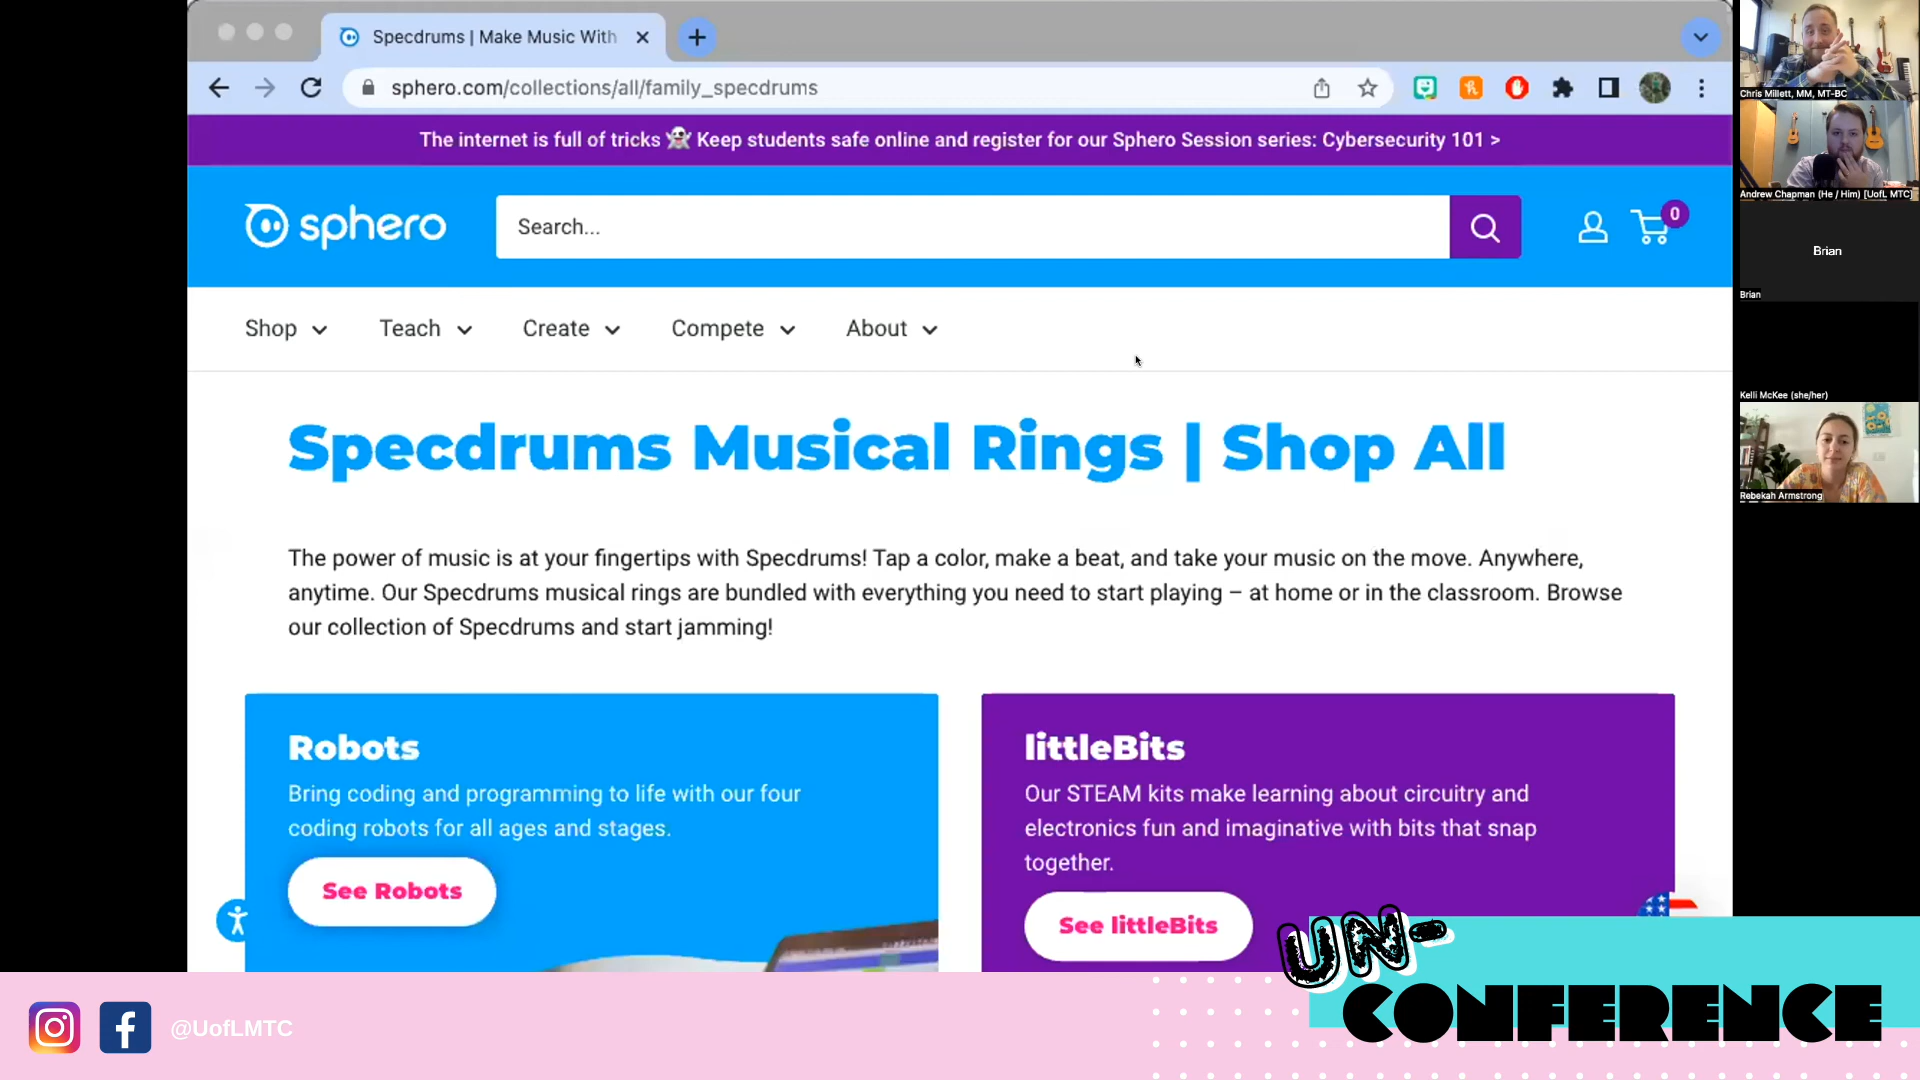 Specdrums | Make Music With
sphero.com/collections/all/family_specdrums
The internet is full of tricks 👻 Keep students safe online and register for our Sphero Session series: Cybersecurity 101 >
sphero
Search...
0
Shop
Teach
Create
Compete
About
Specdrums Musical Rings | Shop All
The power of music is at your fingertips with Specdrums! Tap a color, make a beat, and take your music on the move. Anywhere,
anytime. Our Specdrums musical rings are bundled with everything you need to start playing – at home or in the classroom. Browse
our collection of Specdrums and start jamming!
Robots
Bring coding and programming to life with our four
coding robots for all ages and stages.
See Robots
littleBits
Our STEAM kits make learning about circuitry and
electronics fun and imaginative with bits that snap
together.
See littleBits
Chris Millett, MM, MT-BC
Andrew Chapman (He / Him) [UofL MTC]
Brian
Brian
Kelli McKee (she/her)
Rebekah Armstrong
@UofLMTC
UN-
CONFERENCE